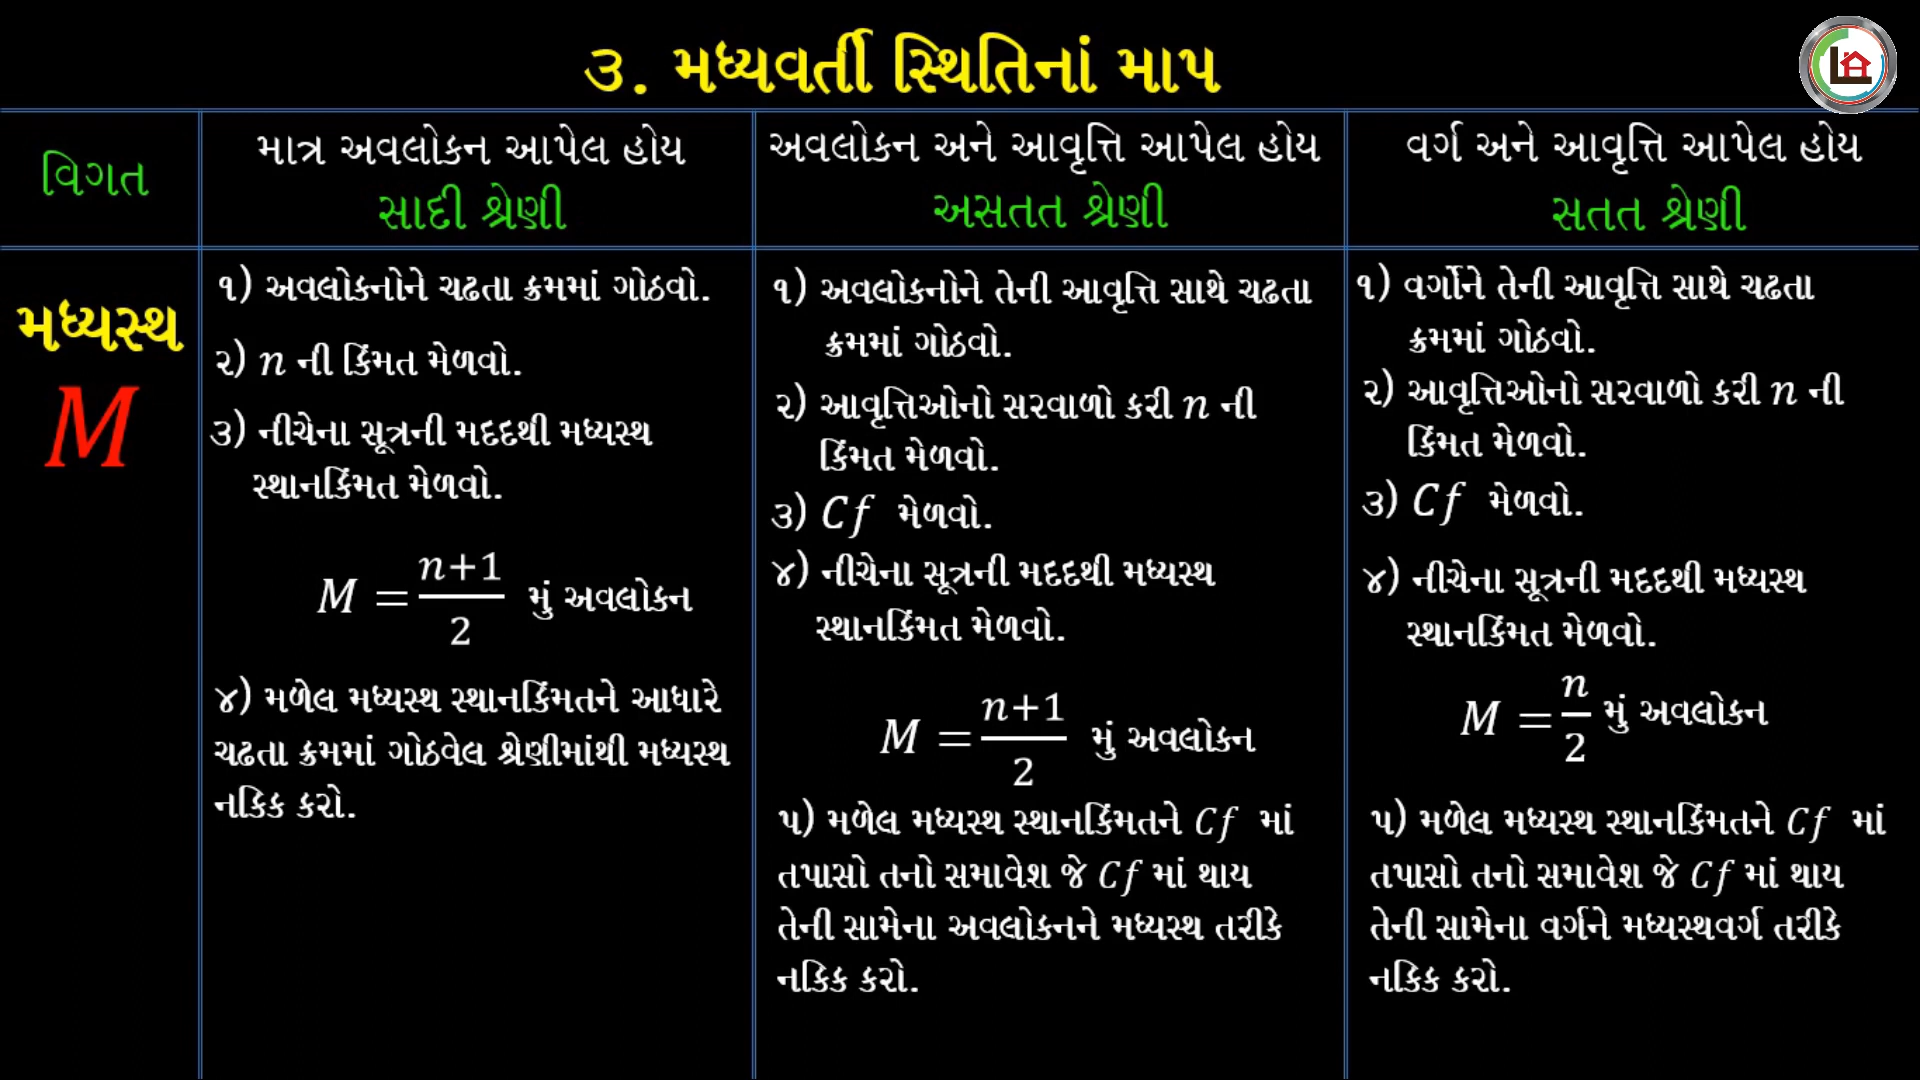 ૩. મધ્યવર્તી સ્થિતિનાં માપ
વિગત
માત્ર અવલોકન આપેલ હોય
સાદી શ્રેણી
અવલોકન અને આવૃત્તિ આપેલ હોય
અસતત શ્રેણી
વર્ગ અને આવૃત્તિ આપેલ હોય
સતત શ્રેણી
મધ્યસ્થ
M
૧) અવલોકનોને ચઢતા ક્રમમાં ગોઠવો.
૨) n ની કિંમત મેળવો.
૩) નીચેના સૂત્રની મદદથી મધ્યસ્થ
સ્થાનકિંમત મેળવો.
M = (n+1)/2 મું અવલોકન
૪) મળેલ મધ્યસ્થ સ્થાનકિંમતને આધારે
ચઢતા ક્રમમાં ગોઠવેલ શ્રેણીમાંથી મધ્યસ્થ
નકિક કરો.
૧) અવલોકનોને તેની આવૃત્તિ સાથે ચઢતા
ક્રમમાં ગોઠવો.
૨) આવૃત્તિઓનો સરવાળો કરી n ની
કિંમત મેળવો.
૩) Cf મેળવો.
૪) નીચેના સૂત્રની મદદથી મધ્યસ્થ
સ્થાનકિંમત મેળવો.
M = (n+1)/2 મું અવલોકન
૫) મળેલ મધ્યસ્થ સ્થાનકિંમતને Cf માં
તપાસો તનો સમાવેશ જે Cf માં થાય
તેની સામેના અવલોકનને મધ્યસ્થ તરીકે
નકિક કરો.
૧) વર્ગોને તેની આવૃત્તિ સાથે ચઢતા
ક્રમમાં ગોઠવો.
૨) આવૃત્તિઓનો સરવાળો કરી n ની
કિંમત મેળવો.
૩) Cf મેળવો.
૪) નીચેના સૂત્રની મદદથી મધ્યસ્થ
સ્થાનકિંમત મેળવો.
M = n/2 મું અવલોકન
૫) મળેલ મધ્યસ્થ સ્થાનકિંમતને Cf માં
તપાસો તનો સમાવેશ જે Cf માં થાય
તેની સામેના વર્ગને મધ્યસ્થવર્ગ તરીકે
નકિક કરો.